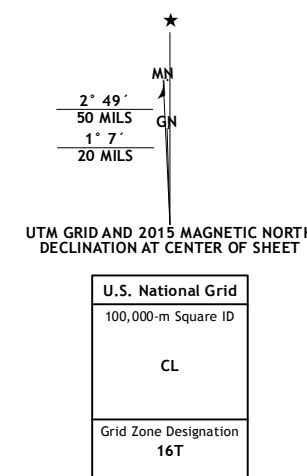 MN
2° 49´
50 MILS
GN
1° 7´
20 MILS
UTM GRID AND 2015 MAGNETIC NORTH
DECLINATION AT CENTER OF SHEET
U.S. National Grid
100,000-m Square ID
CL
Grid Zone Designation
16T